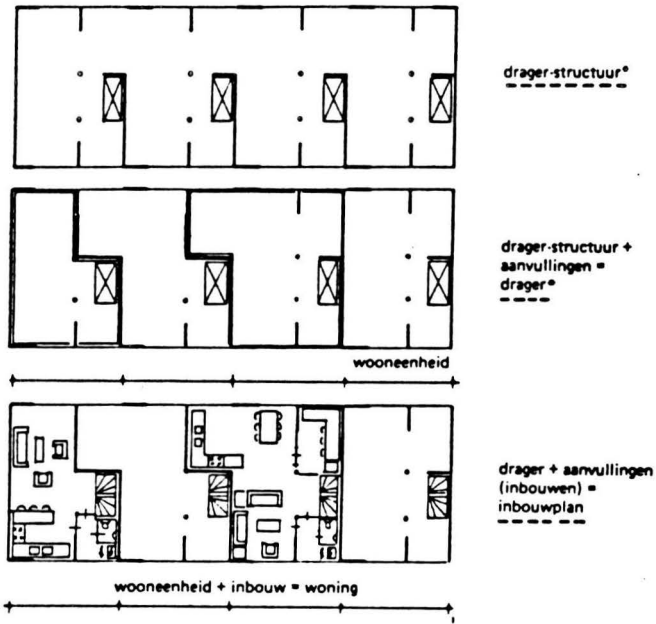 drager-structuur°
drager-structuur +
aanvullingen =
drager°
wooneenheid
drager + aanvullingen
(inbouwen) =
inbouwplan
wooneenheid + inbouw = woning